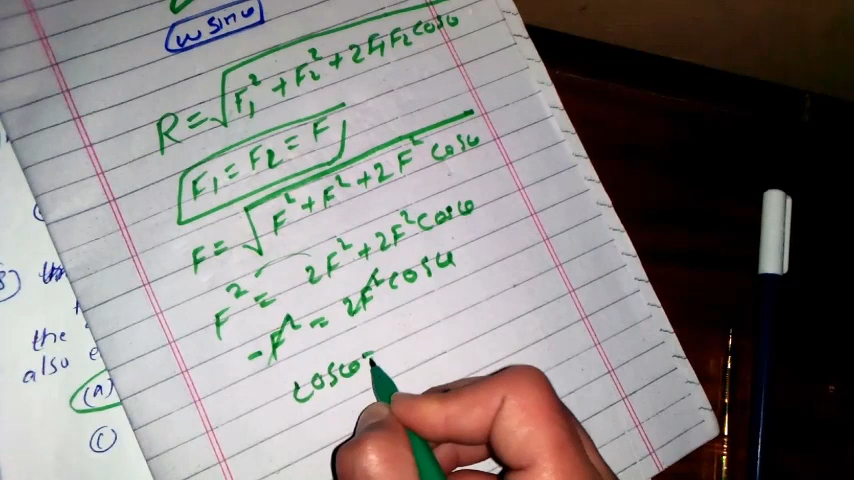 w sinθ
R = √F₁² + F₂² + 2F₁F₂ cosθ
F₁ = F₂ = F
F = √F² + F² + 2F² cosθ
F² = 2F² + 2F² cosθ
-F² = 2F² cosθ
cosθ =
8)
the
also e
(A)
(C)